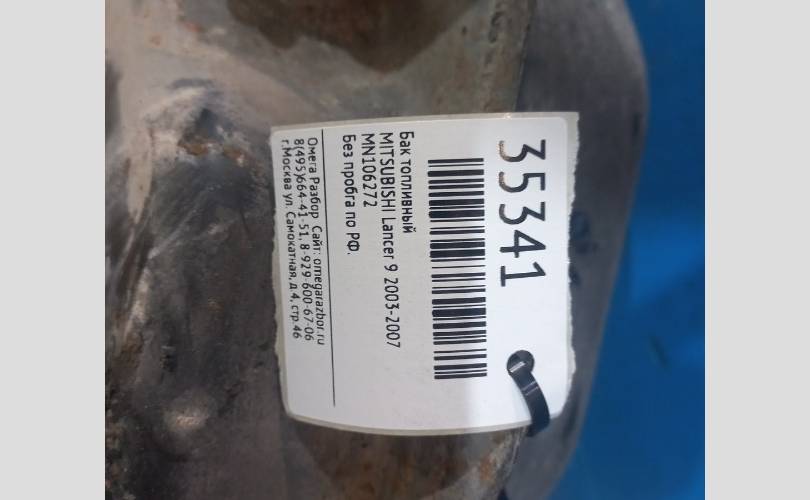 35341
Бак топливный
MITSUBISHI Lancer 9 2003-2007
MN106272
Без пробга по РФ.
Омега Разбор Сайт: omegarazbor.ru
8(495)664-41-51, 8-929-600-67-06
г.Москва ул. Самокатная, д 4, стр.46